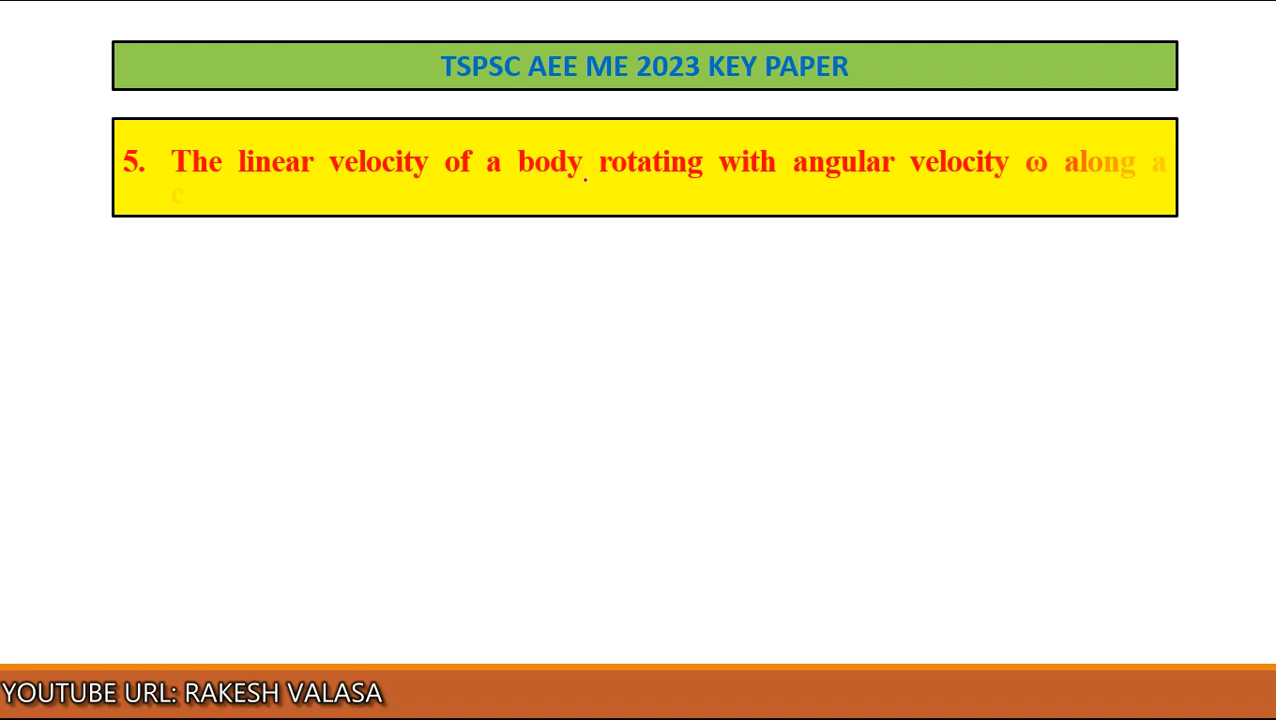 TSPSC AEE ME 2023 KEY PAPER
5. The linear velocity of a body rotating with angular velocity ω along a
c
YOUTUBE URL: RAKESH VALASA